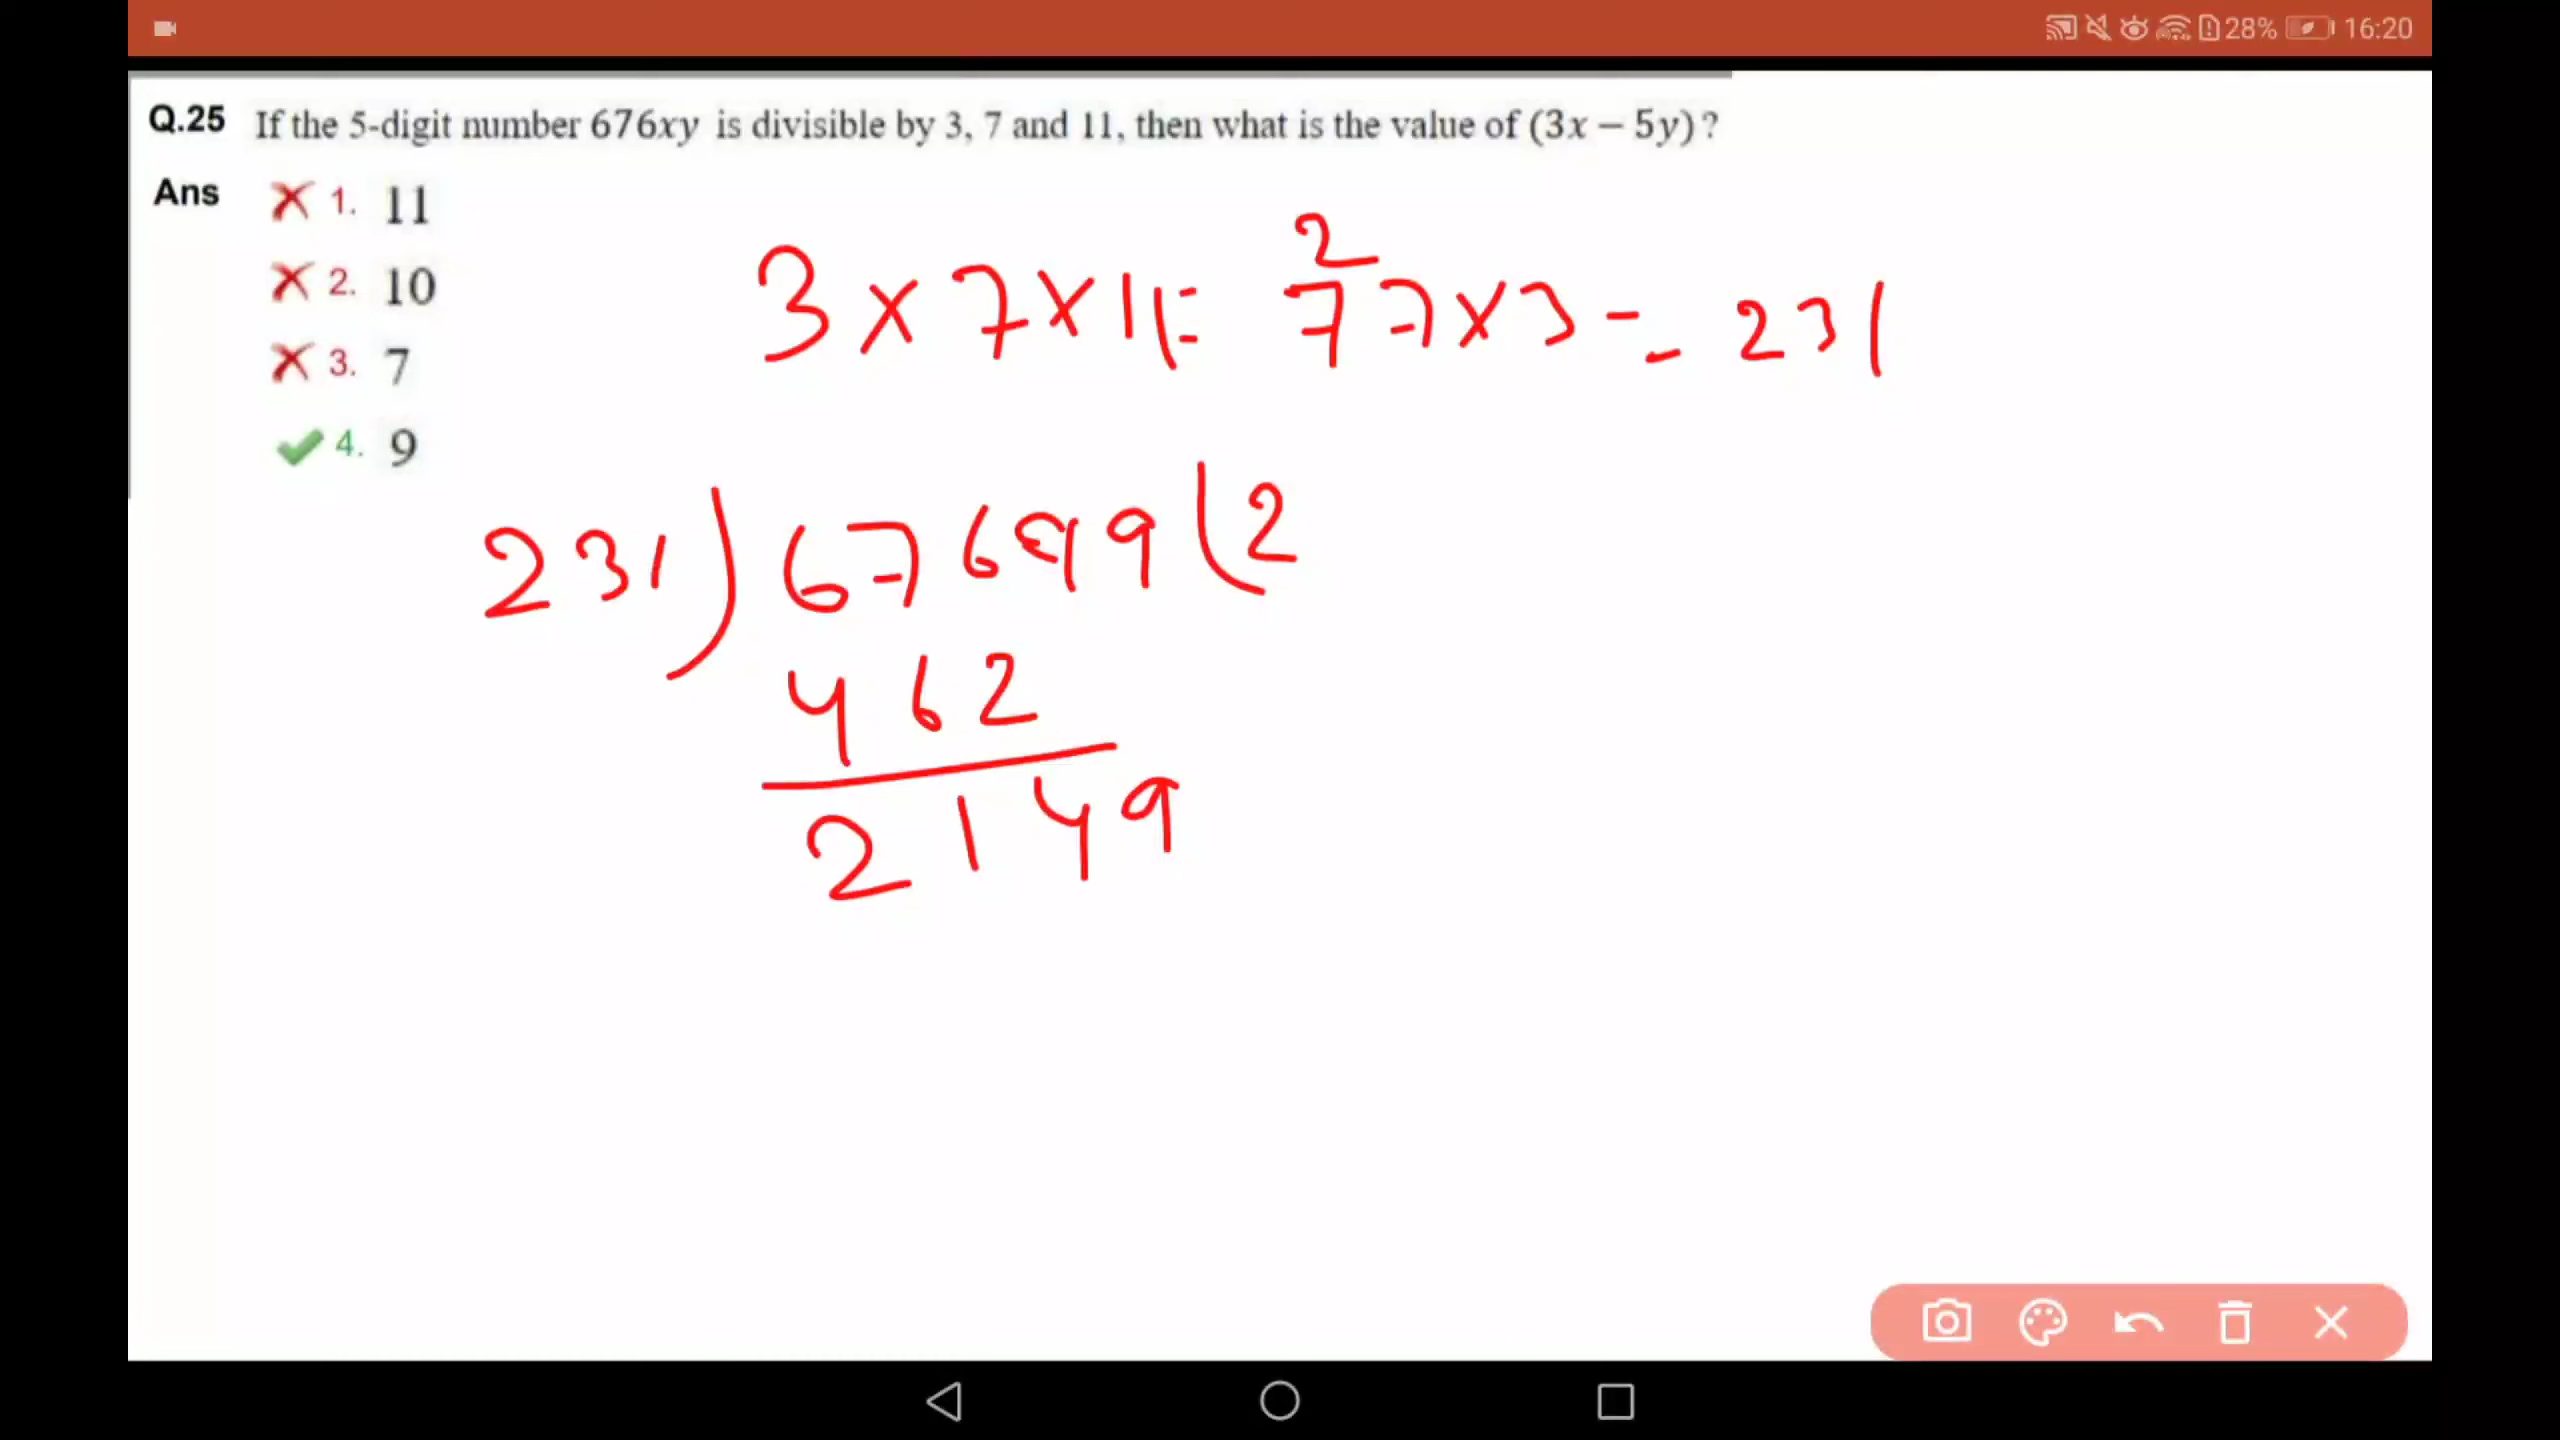 28% 16:20
Q.25 If the 5-digit number 676xy is divisible by 3, 7 and 11, then what is the value of (3x − 5y)?
Ans 1. 11
2. 10
3. 7
4. 9
2
3 × 7 × 11 = 77 × 3 = 231
231 ) 67699 ( 2
462
2149